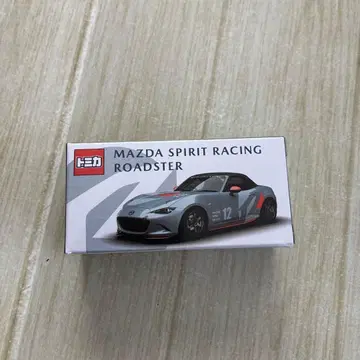 トミカ
MAZDA SPIRIT RACING
ROADSTER
12